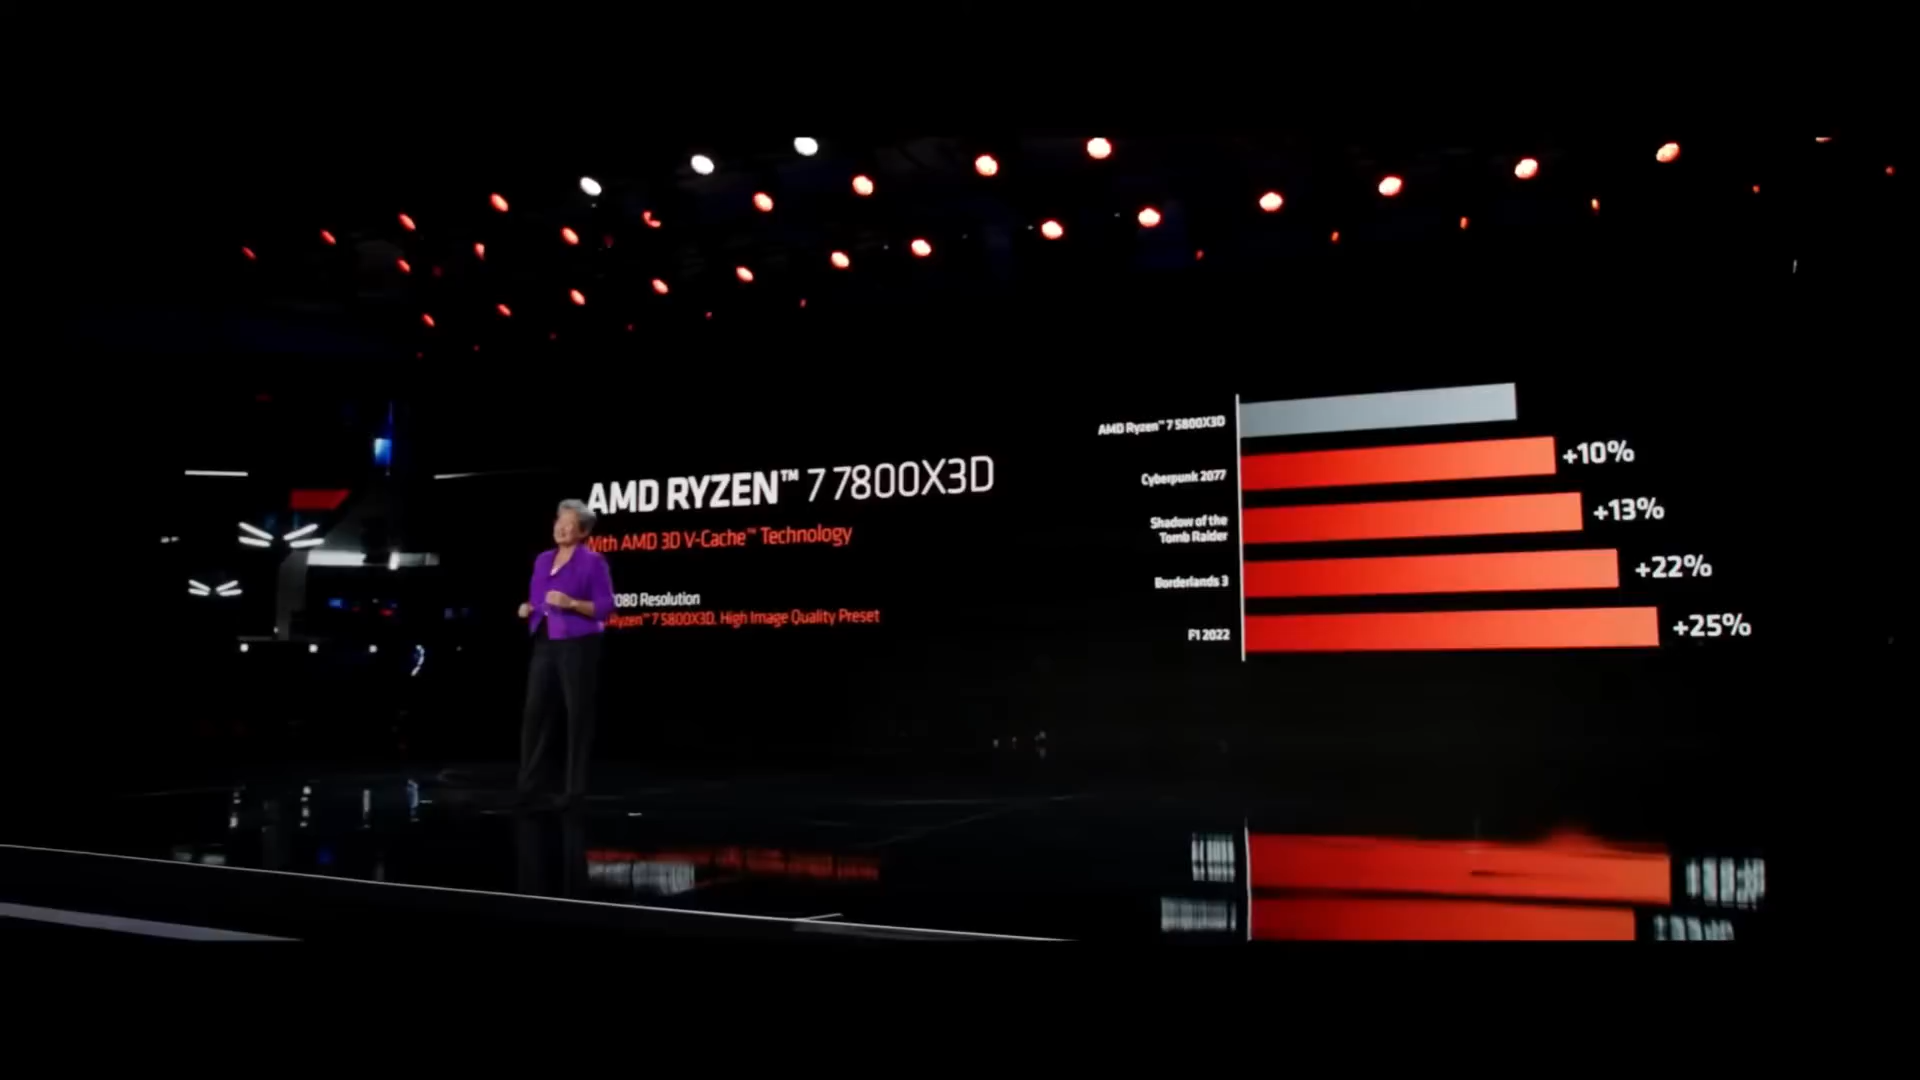 AMD RYZEN™ 7 7800X3D
With AMD 3D V-Cache™ Technology
080 Resolution
Ryzen™ 7 5800X3D, High Image Quality Preset
AMD Ryzen™ 7 5800X3D
Cyberpunk 2077
+10%
Shadow of the
Tomb Raider
+13%
Borderlands 3
+22%
F1 2022
+25%